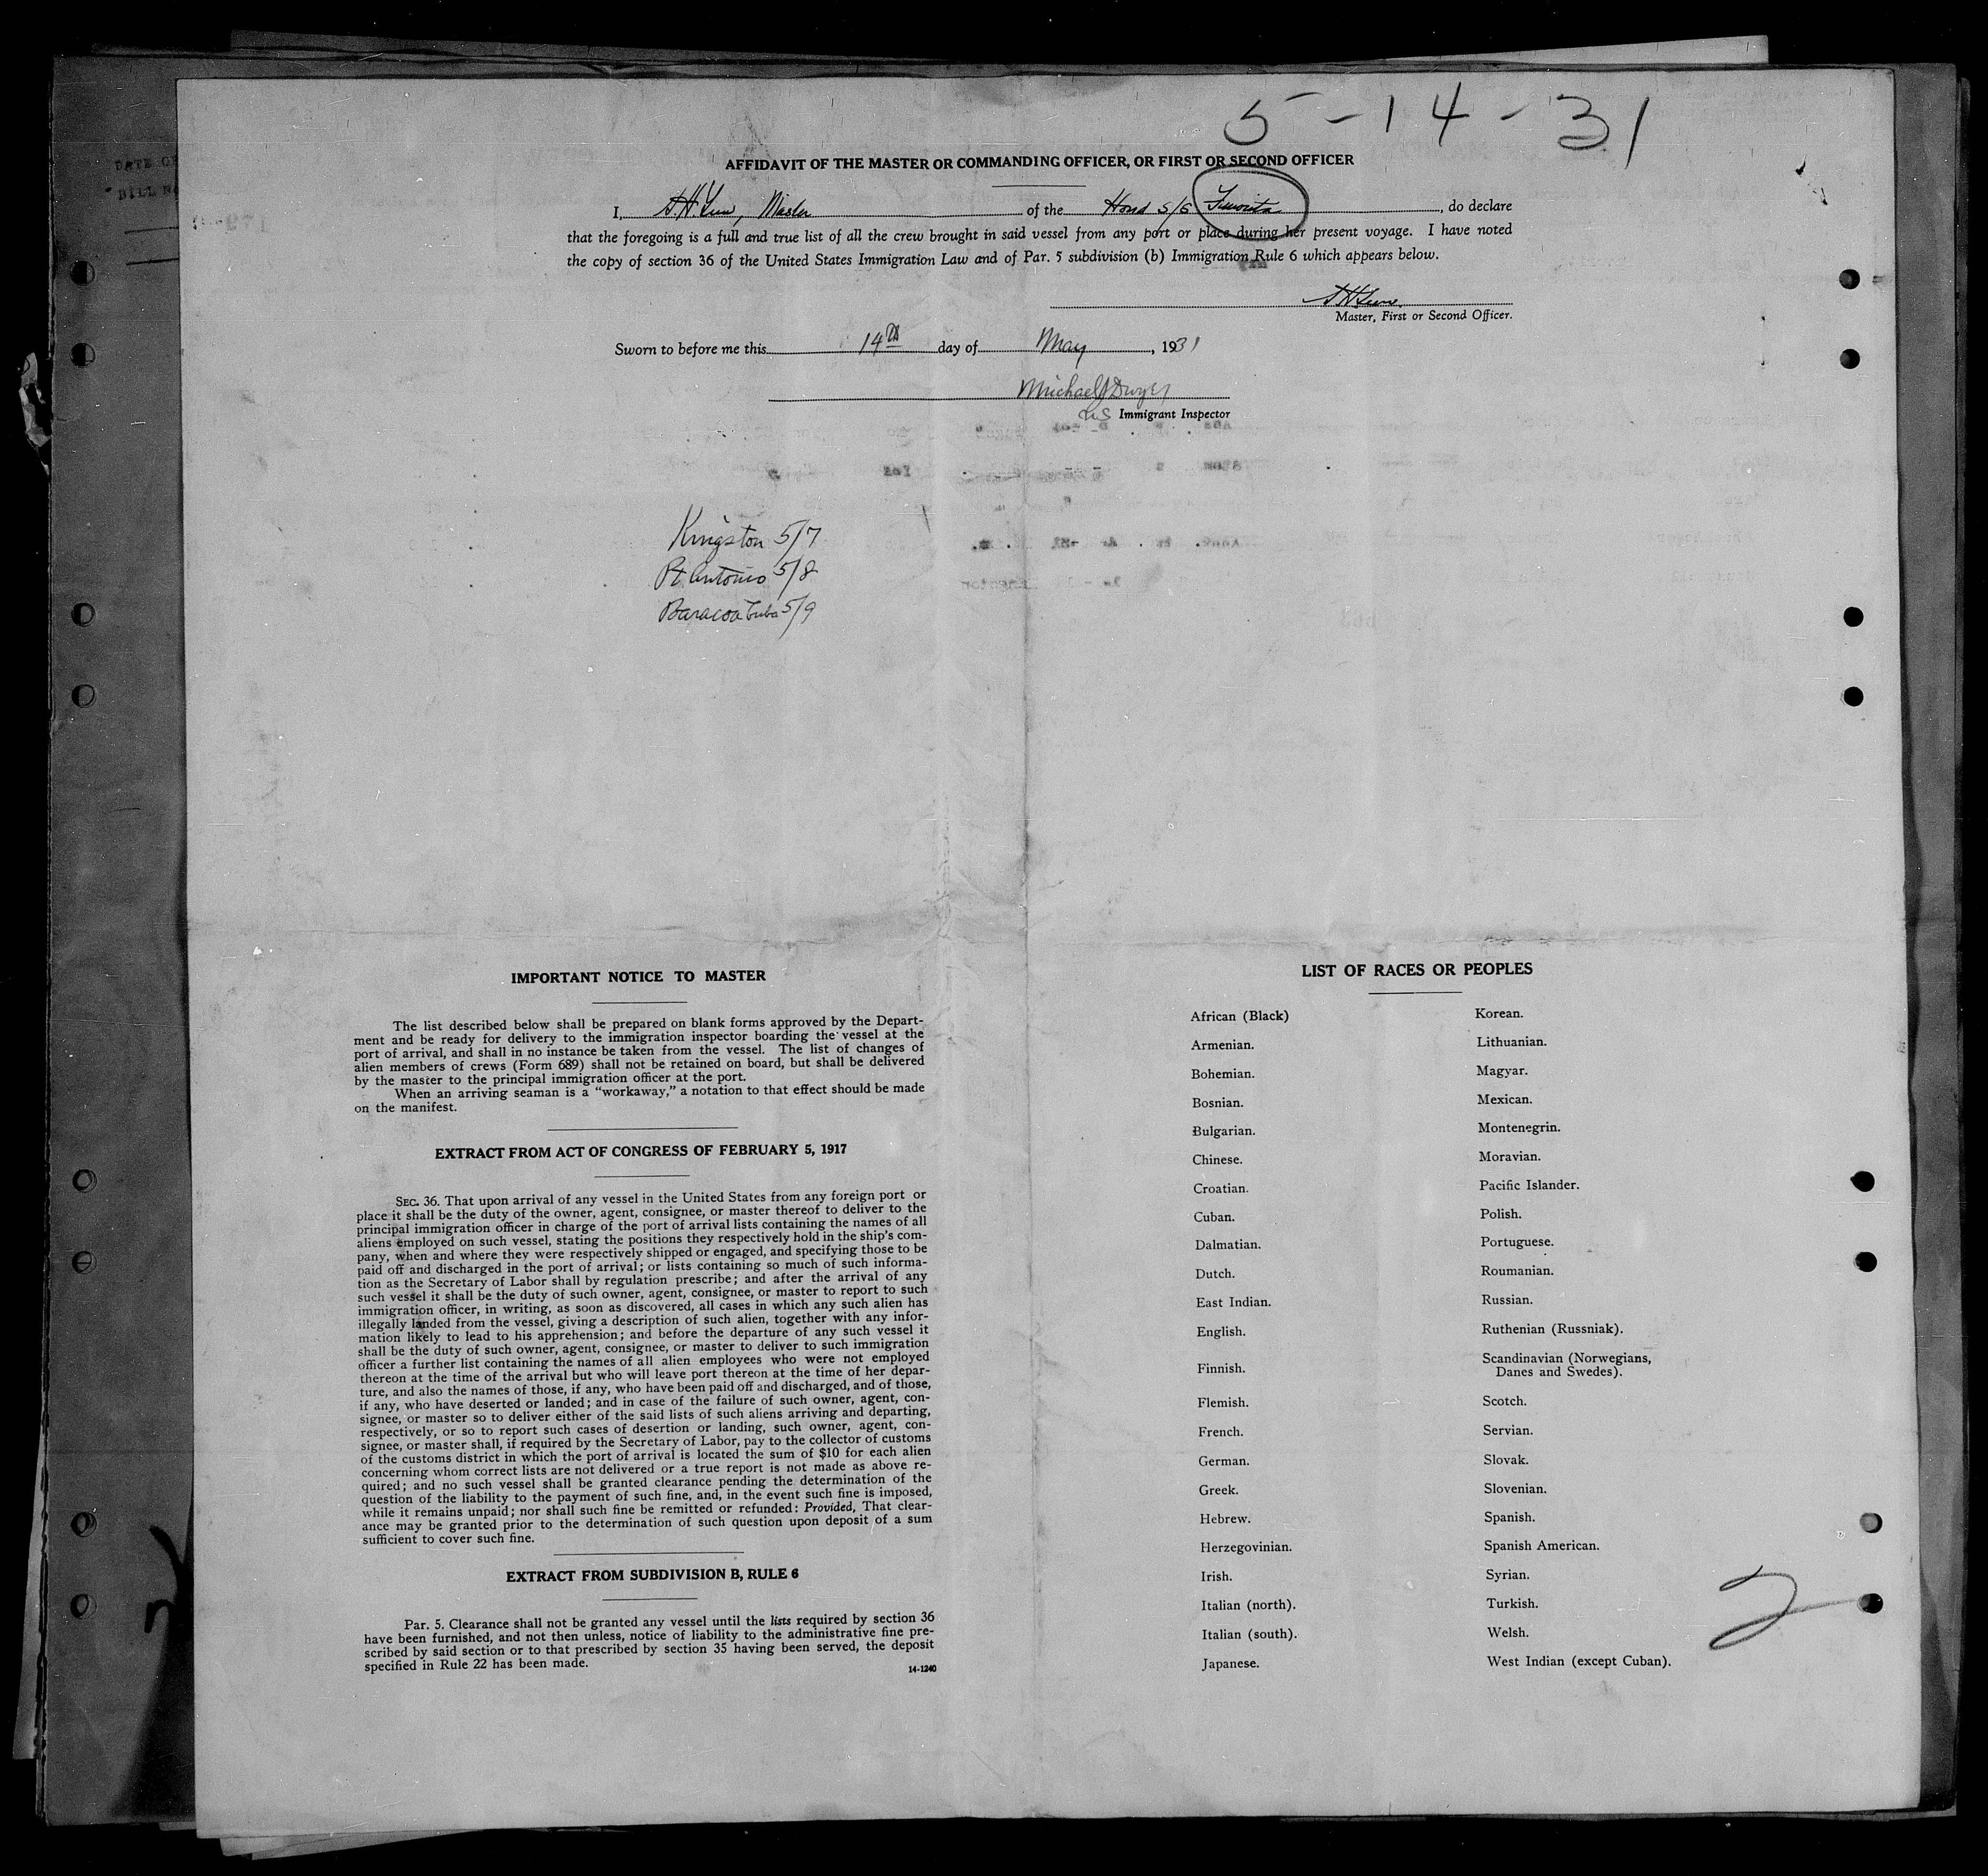 5-14-31
DATE OF
BILL NO
AFFIDAVIT OF THE MASTER OR COMMANDING OFFICER, OR FIRST OR SECOND OFFICER
I, Master of the Hond S/S , do declare
that the foregoing is a full and true list of all the crew brought in said vessel from any port or place during her present voyage. I have noted
the copy of section 36 of the United States Immigration Law and of Par. 5 subdivision (b) Immigration Rule 6 which appears below.
Master, First or Second Officer.
Sworn to before me this 14th day of May, 1931
Michael J Dwyer
US Immigrant Inspector
Kingston 5/7
Pt. Antonio 5/8
Baracoa Cuba 5/9
IMPORTANT NOTICE TO MASTER
The list described below shall be prepared on blank forms approved by the Depart-
ment and be ready for delivery to the immigration inspector boarding the vessel at the
port of arrival, and shall in no instance be taken from the vessel. The list of changes of
alien members of crews (Form 689) shall not be retained on board, but shall be delivered
by the master to the principal immigration officer at the port.
When an arriving seaman is a “workaway,” a notation to that effect should be made
on the manifest.
EXTRACT FROM ACT OF CONGRESS OF FEBRUARY 5, 1917
SEC. 36. That upon arrival of any vessel in the United States from any foreign port or
place it shall be the duty of the owner, agent, consignee, or master thereof to deliver to the
principal immigration officer in charge of the port of arrival lists containing the names of all
aliens employed on such vessel, stating the positions they respectively hold in the ship's com-
pany, when and where they were respectively shipped or engaged, and specifying those to be
paid off and discharged in the port of arrival; or lists containing so much of such informa-
tion as the Secretary of Labor shall by regulation prescribe; and after the arrival of any
such vessel it shall be the duty of such owner, agent, consignee, or master to report to such
immigration officer, in writing, as soon as discovered, all cases in which any such alien has
illegally landed from the vessel, giving a description of such alien, together with any infor-
mation likely to lead to his apprehension; and before the departure of any such vessel it
shall be the duty of such owner, agent, consignee, or master to deliver to such immigration
officer a further list containing the names of all alien employees who were not employed
thereon at the time of the arrival but who will leave port thereon at the time of her depar-
ture, and also the names of those, if any, who have been paid off and discharged, and of those,
if any, who have deserted or landed; and in case of the failure of such owner, agent, con-
signee, or master so to deliver either of the said lists of such aliens arriving and departing,
respectively, or so to report such cases of desertion or landing, such owner, agent, con-
signee, or master shall, if required by the Secretary of Labor, pay to the collector of customs
of the customs district in which the port of arrival is located the sum of $10 for each alien
concerning whom correct lists are not delivered or a true report is not made as above re-
quired; and no such vessel shall be granted clearance pending the determination of the
question of the liability to the payment of such fine, and, in the event such fine is imposed,
while it remains unpaid; nor shall such fine be remitted or refunded: Provided, That clear-
ance may be granted prior to the determination of such question upon deposit of a sum
sufficient to cover such fine.
EXTRACT FROM SUBDIVISION B, RULE 6
Par. 5. Clearance shall not be granted any vessel until the lists required by section 36
have been furnished, and not then unless, notice of liability to the administrative fine pre-
scribed by said section or to that prescribed by section 35 having been served, the deposit
specified in Rule 22 has been made.
14-1240
LIST OF RACES OR PEOPLES
African (Black)
Armenian.
Bohemian.
Bosnian.
Bulgarian.
Chinese.
Croatian.
Cuban.
Dalmatian.
Dutch.
East Indian.
English.
Finnish.
Flemish.
French.
German.
Greek.
Hebrew.
Herzegovinian.
Irish.
Italian (north).
Italian (south).
Japanese.
Korean.
Lithuanian.
Magyar.
Mexican.
Montenegrin.
Moravian.
Pacific Islander.
Polish.
Portuguese.
Roumanian.
Russian.
Ruthenian (Russniak).
Scandinavian (Norwegians,
Danes and Swedes).
Scotch.
Servian.
Slovak.
Slovenian.
Spanish.
Spanish American.
Syrian.
Turkish.
Welsh.
West Indian (except Cuban).
2